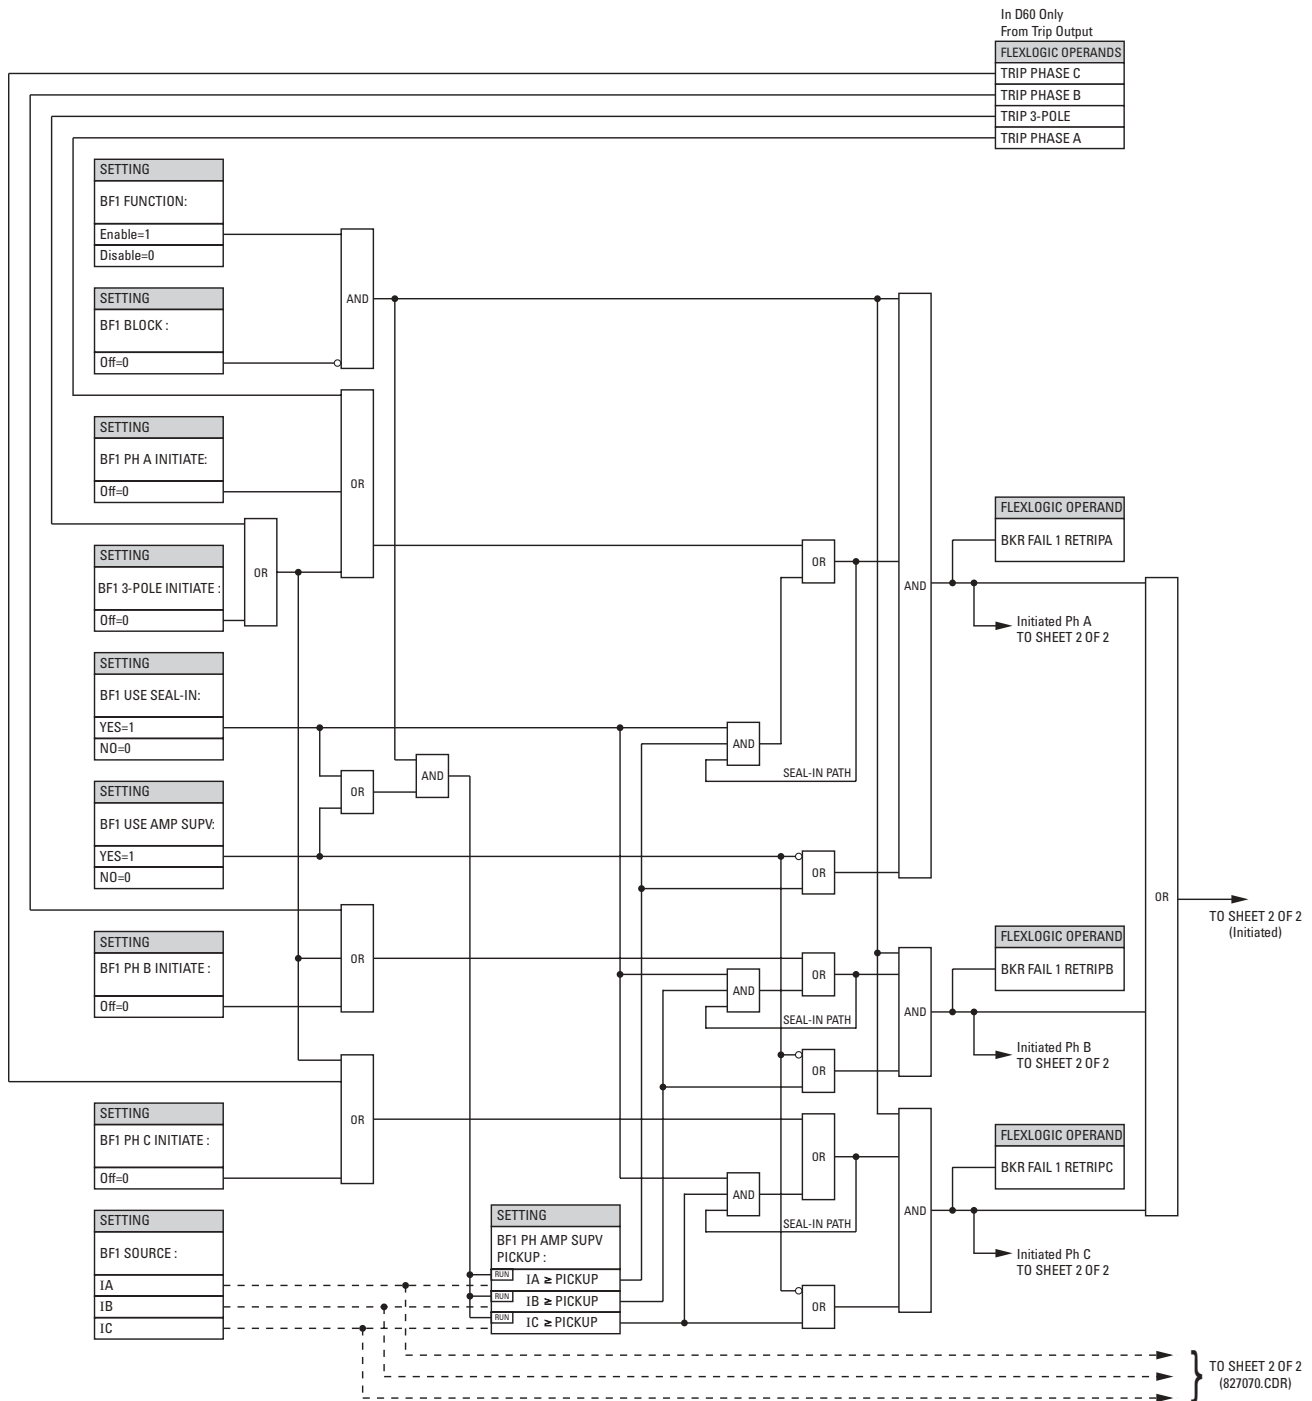 In D60 Only
From Trip Output
FLEXLOGIC OPERANDS
TRIP PHASE C
TRIP PHASE B
TRIP 3-POLE
TRIP PHASE A
SETTING
BF1 FUNCTION:
Enable=1
Disable=0
AND
SETTING
BF1 BLOCK :
Off=0
SETTING
BF1 PH A INITIATE:
Off=0
OR
SETTING
BF1 3-POLE INITIATE :
Off=0
OR
OR
AND
FLEXLOGIC OPERAND
BKR FAIL 1 RETRIPA
Initiated Ph A
TO SHEET 2 OF 2
SETTING
BF1 USE SEAL-IN:
YES=1
NO=0
AND
SEAL-IN PATH
OR
AND
SETTING
BF1 USE AMP SUPV:
YES=1
NO=0
OR
OR
TO SHEET 2 OF 2
(Initiated)
SETTING
BF1 PH B INITIATE :
Off=0
OR
OR
AND
SEAL-IN PATH
OR
AND
FLEXLOGIC OPERAND
BKR FAIL 1 RETRIPB
Initiated Ph B
TO SHEET 2 OF 2
SETTING
BF1 PH C INITIATE :
Off=0
OR
OR
AND
SEAL-IN PATH
OR
AND
FLEXLOGIC OPERAND
BKR FAIL 1 RETRIPC
Initiated Ph C
TO SHEET 2 OF 2
SETTING
BF1 SOURCE :
IA
IB
IC
SETTING
BF1 PH AMP SUPV
PICKUP :
RUN IA ≥ PICKUP
RUN IB ≥ PICKUP
RUN IC ≥ PICKUP
TO SHEET 2 OF 2
(827070.CDR)